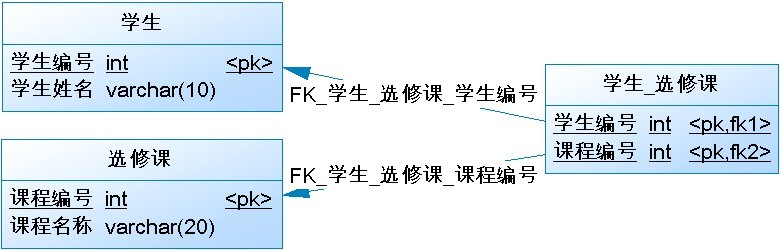 学生
学生编号 int <pk>
学生姓名 varchar(10)
FK_学生_选修课_学生编号
学生_选修课
学生编号 int <pk,fk1>
课程编号 int <pk,fk2>
选修课
课程编号 int <pk>
课程名称 varchar(20)
FK_学生_选修课_课程编号